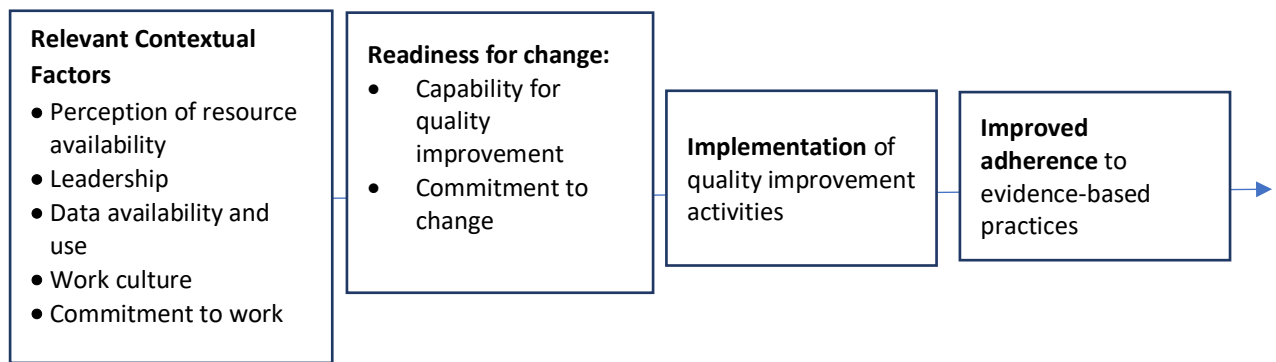 Relevant Contextual
Factors
● Perception of resource
availability
● Leadership
● Data availability and
use
● Work culture
● Commitment to work
Readiness for change:
● Capability for
quality
improvement
● Commitment to
change
Implementation of
quality improvement
activities
Improved
adherence to
evidence-based
practices